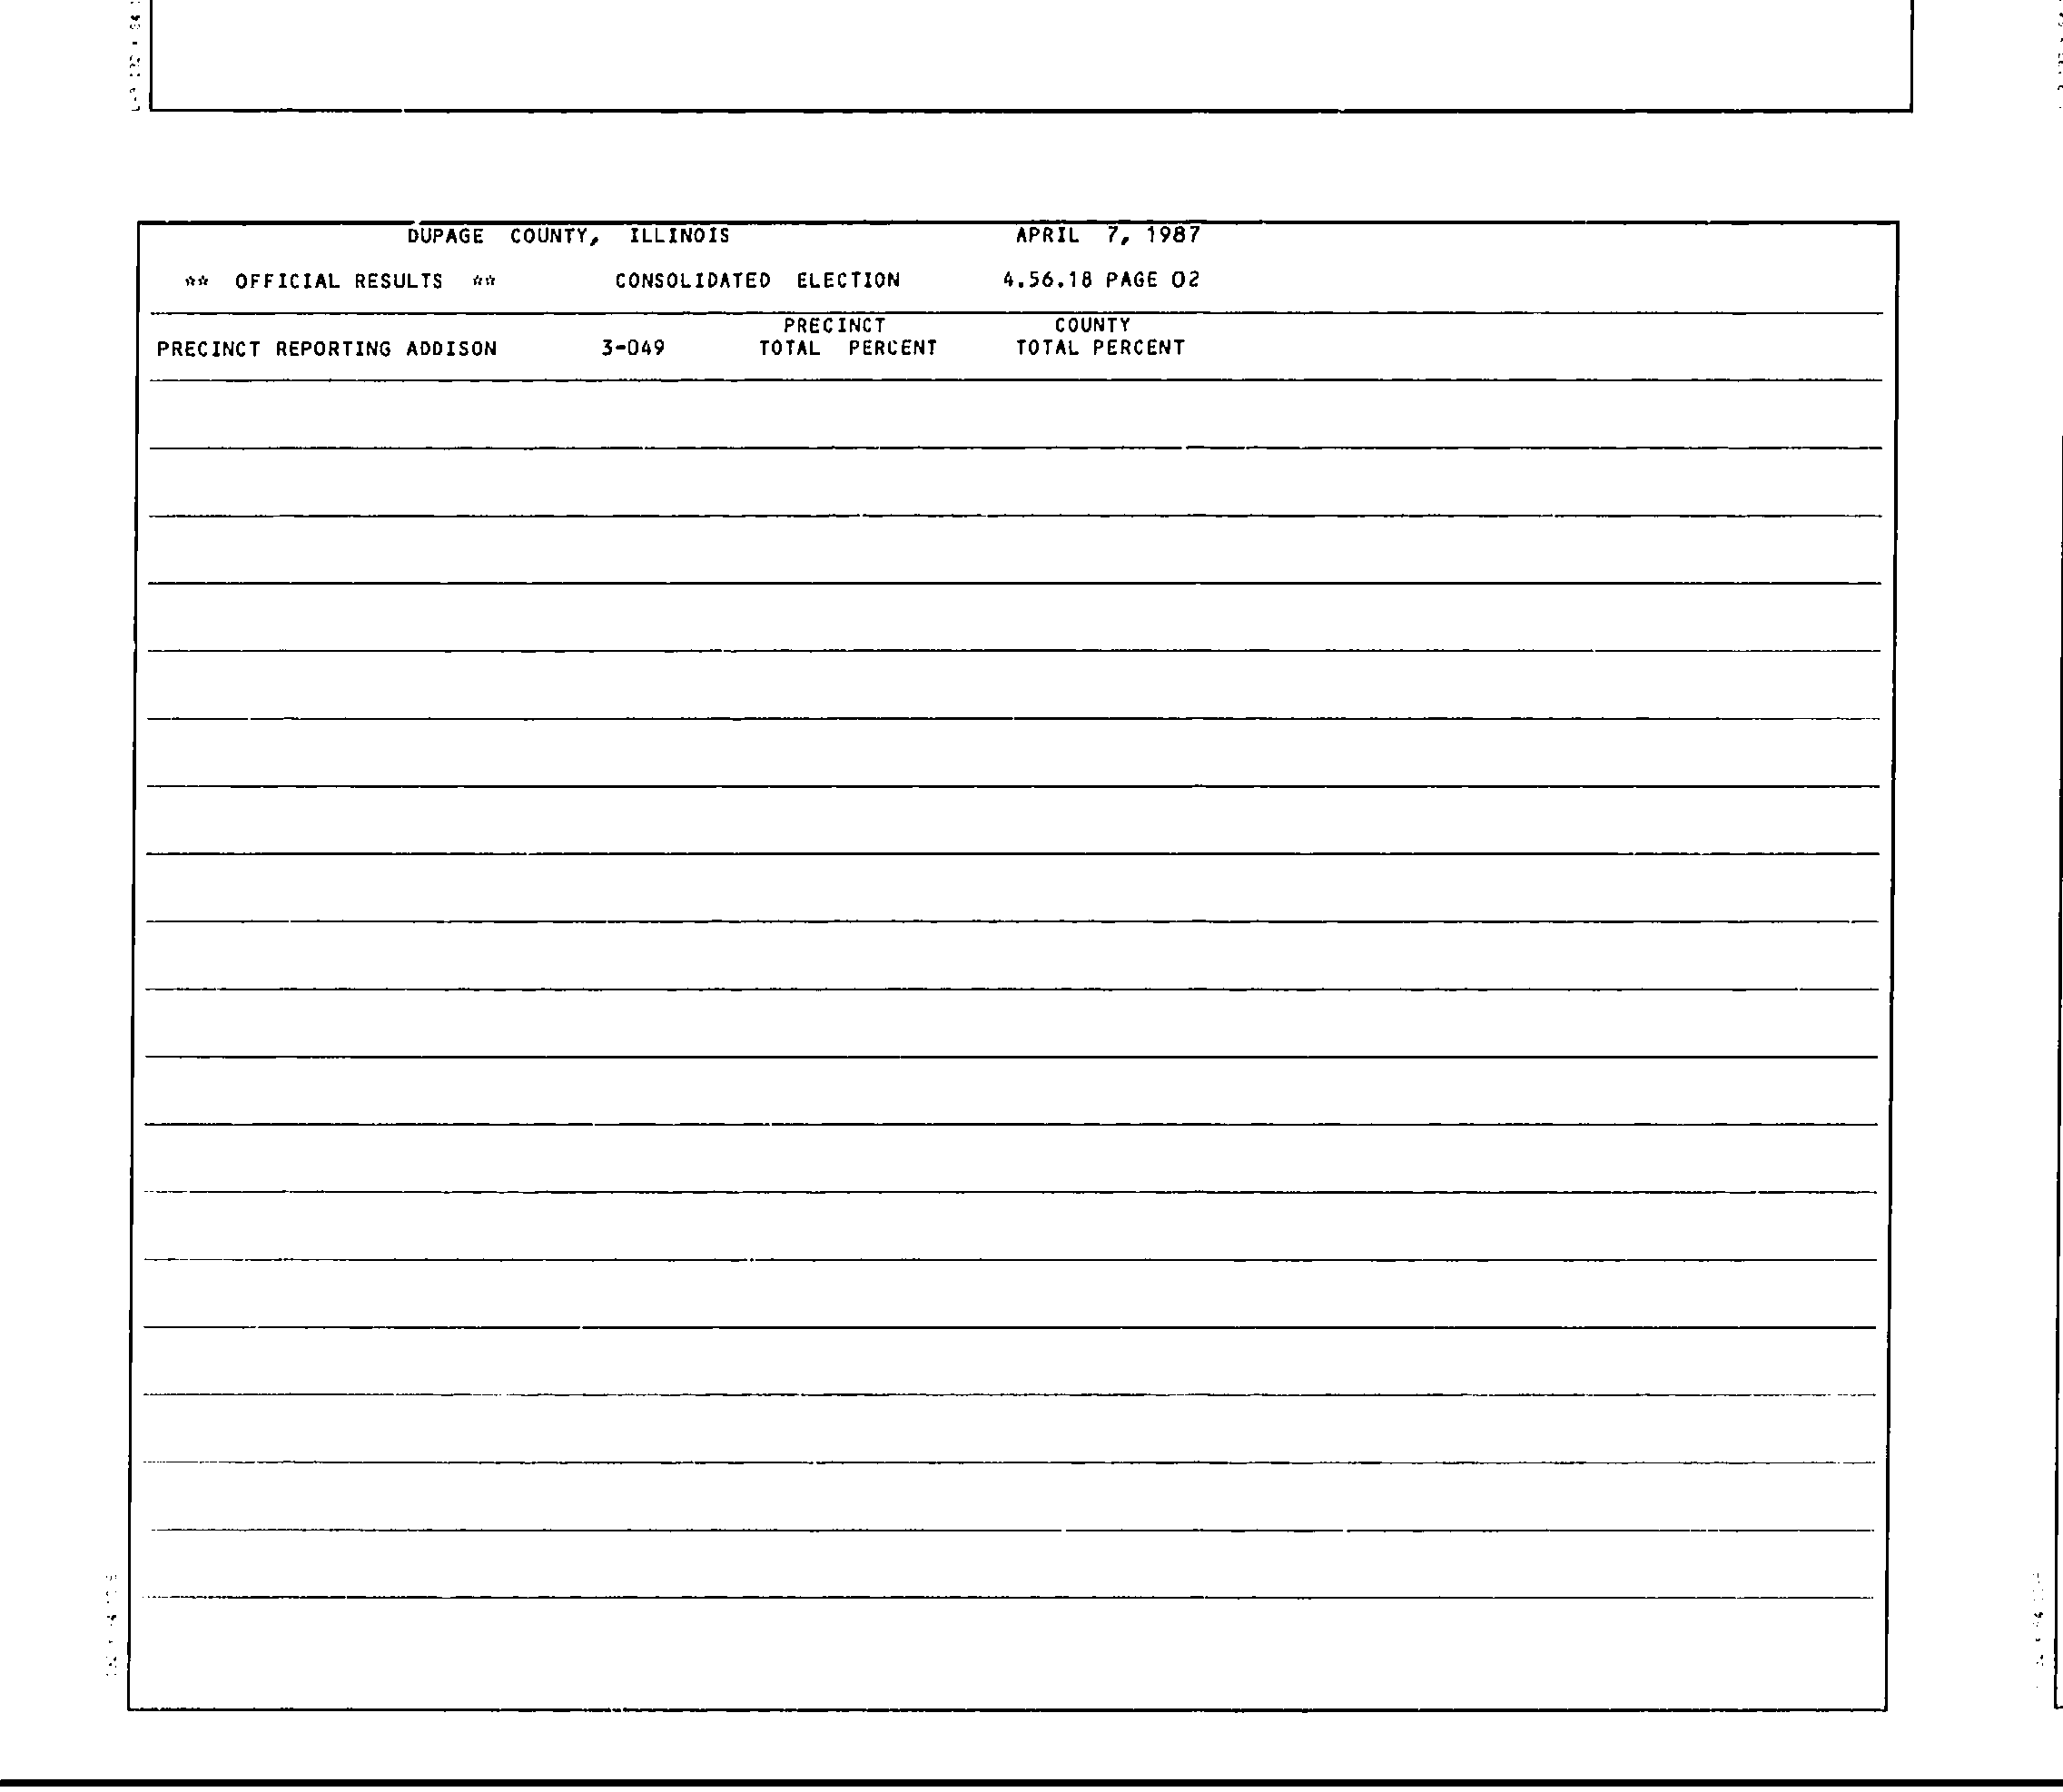 DUPAGE COUNTY, ILLINOIS APRIL 7, 1987
** OFFICIAL RESULTS ** CONSOLIDATED ELECTION 4.56.18 PAGE 02
PRECINCT COUNTY
PRECINCT REPORTING ADDISON 3-049 TOTAL PERCENT TOTAL PERCENT